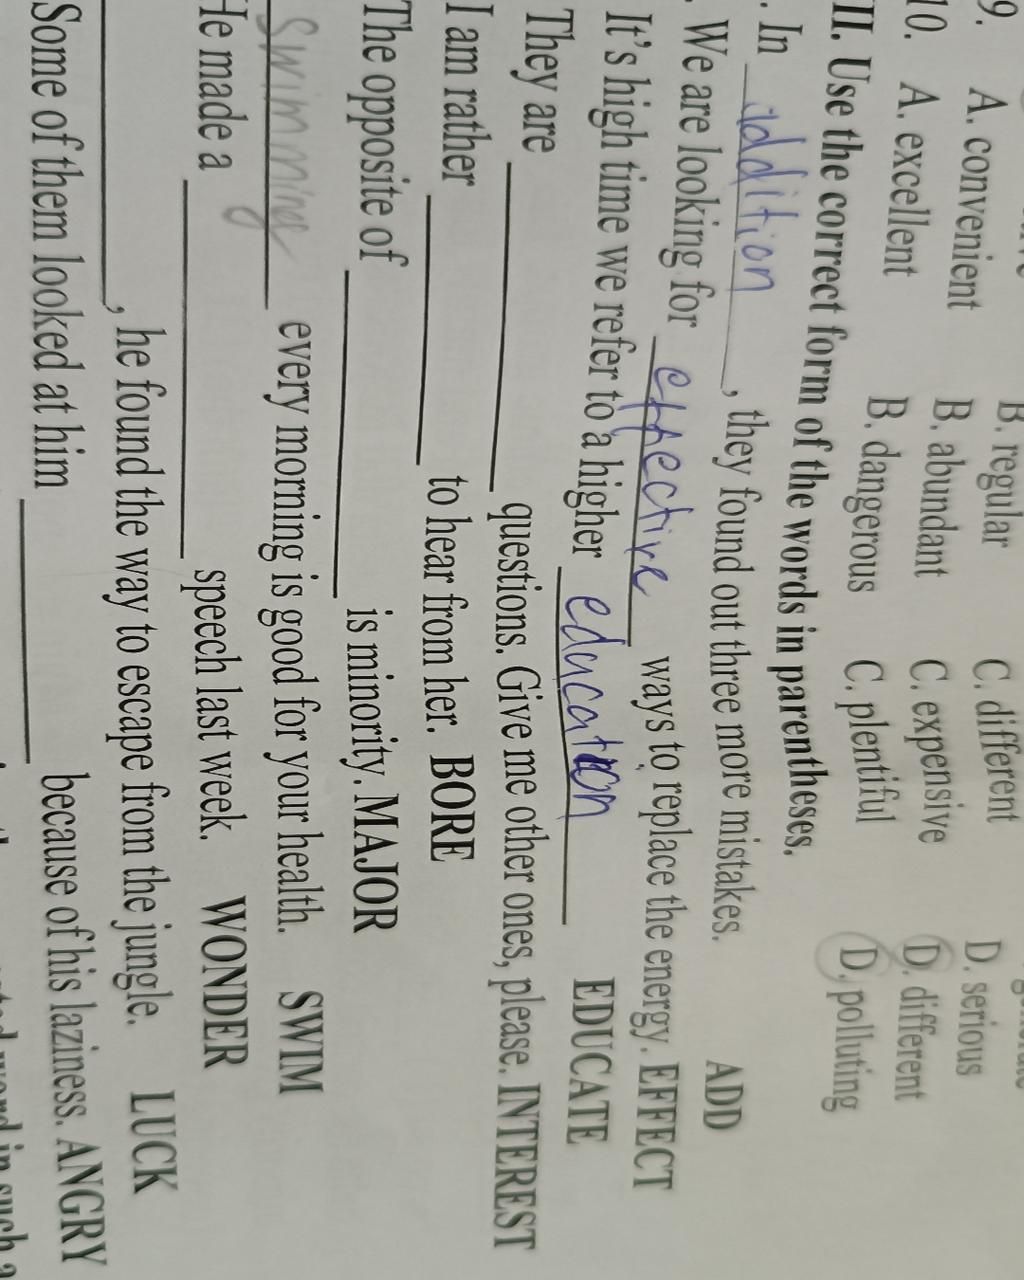 9. A. convenient B. regular C. different D. serious
10. A. excellent B. abundant C. expensive D. different
B. dangerous C. plentiful D. polluting
II. Use the correct form of the words in parentheses.
. In addition, they found out three more mistakes. ADD
. We are looking for effective ways to replace the energy. EFFECT
It's high time we refer to a higher education EDUCATE
They are questions. Give me other ones, please. INTEREST
I am rather to hear from her. BORE
The opposite of is minority. MAJOR
Swimming every morning is good for your health. SWIM
He made a speech last week. WONDER
, he found the way to escape from the jungle. LUCK
Some of them looked at him because of his laziness. ANGRY
word in such a